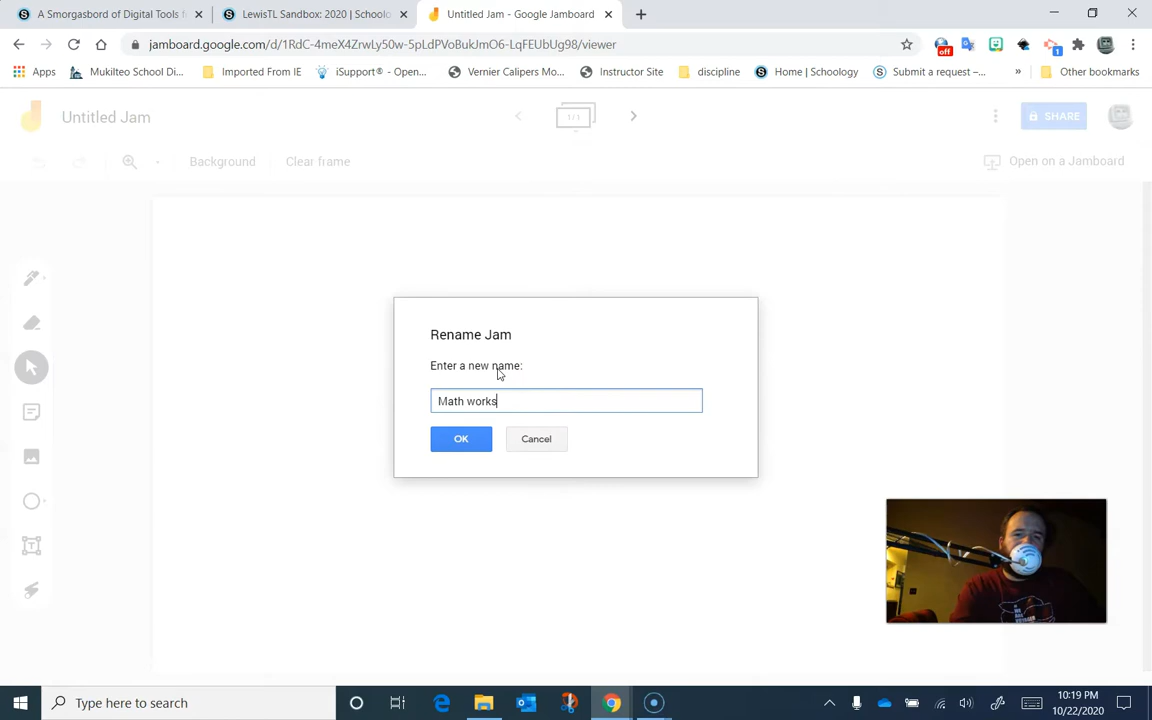 A Smorgasbord of Digital Tools f
LewisTL Sandbox: 2020 | Schoolo
Untitled Jam - Google Jamboard
jamboard.google.com/d/1RdC-4meX4ZrwLy50w-5pLdPVoBukJmO6-LqFEUbUg98/viewer
off
1
Apps
Mukilteo School Di...
Imported From IE
iSupport® - Open...
Vernier Calipers Mo...
Instructor Site
discipline
Home | Schoology
Submit a request –...
»
Other bookmarks
Untitled Jam
1/1
SHARE
Background
Clear frame
Open on a Jamboard
Rename Jam
Enter a new name:
Math works
OK
Cancel
Type here to search
10:19 PM
10/22/2020